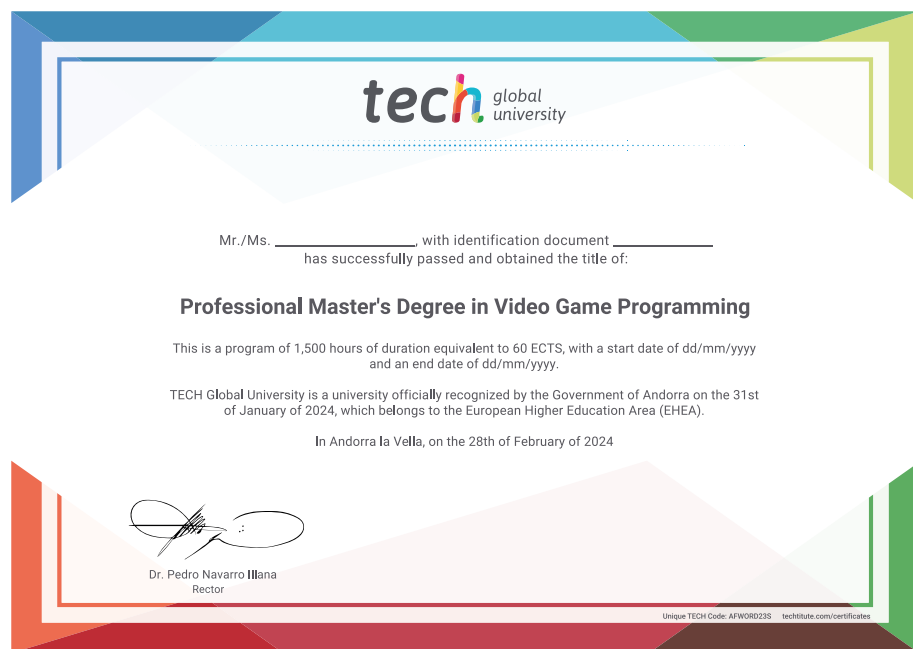 tech global university
Mr./Ms. ____________________, with identification document ______________
has successfully passed and obtained the title of:
Professional Master's Degree in Video Game Programming
This is a program of 1,500 hours of duration equivalent to 60 ECTS, with a start date of dd/mm/yyyy
and an end date of dd/mm/yyyy.
TECH Global University is a university officially recognized by the Government of Andorra on the 31st
of January of 2024, which belongs to the European Higher Education Area (EHEA).
In Andorra la Vella, on the 28th of February of 2024
Dr. Pedro Navarro Illana
Rector
Unique TECH Code: AFWORD23S techtitute.com/certificates